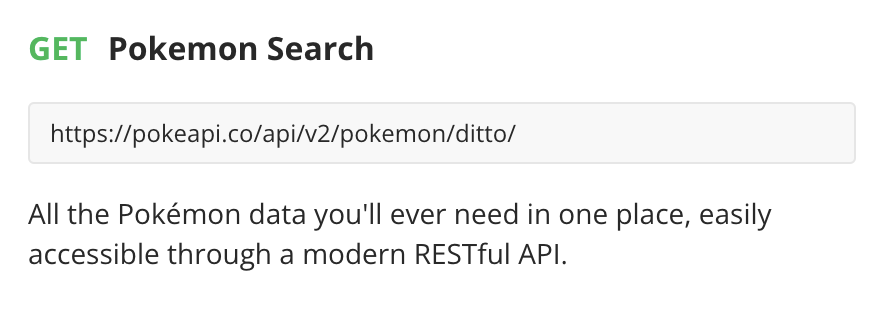 GET Pokemon Search
https://pokeapi.co/api/v2/pokemon/ditto/
All the Pokémon data you'll ever need in one place, easily
accessible through a modern RESTful API.